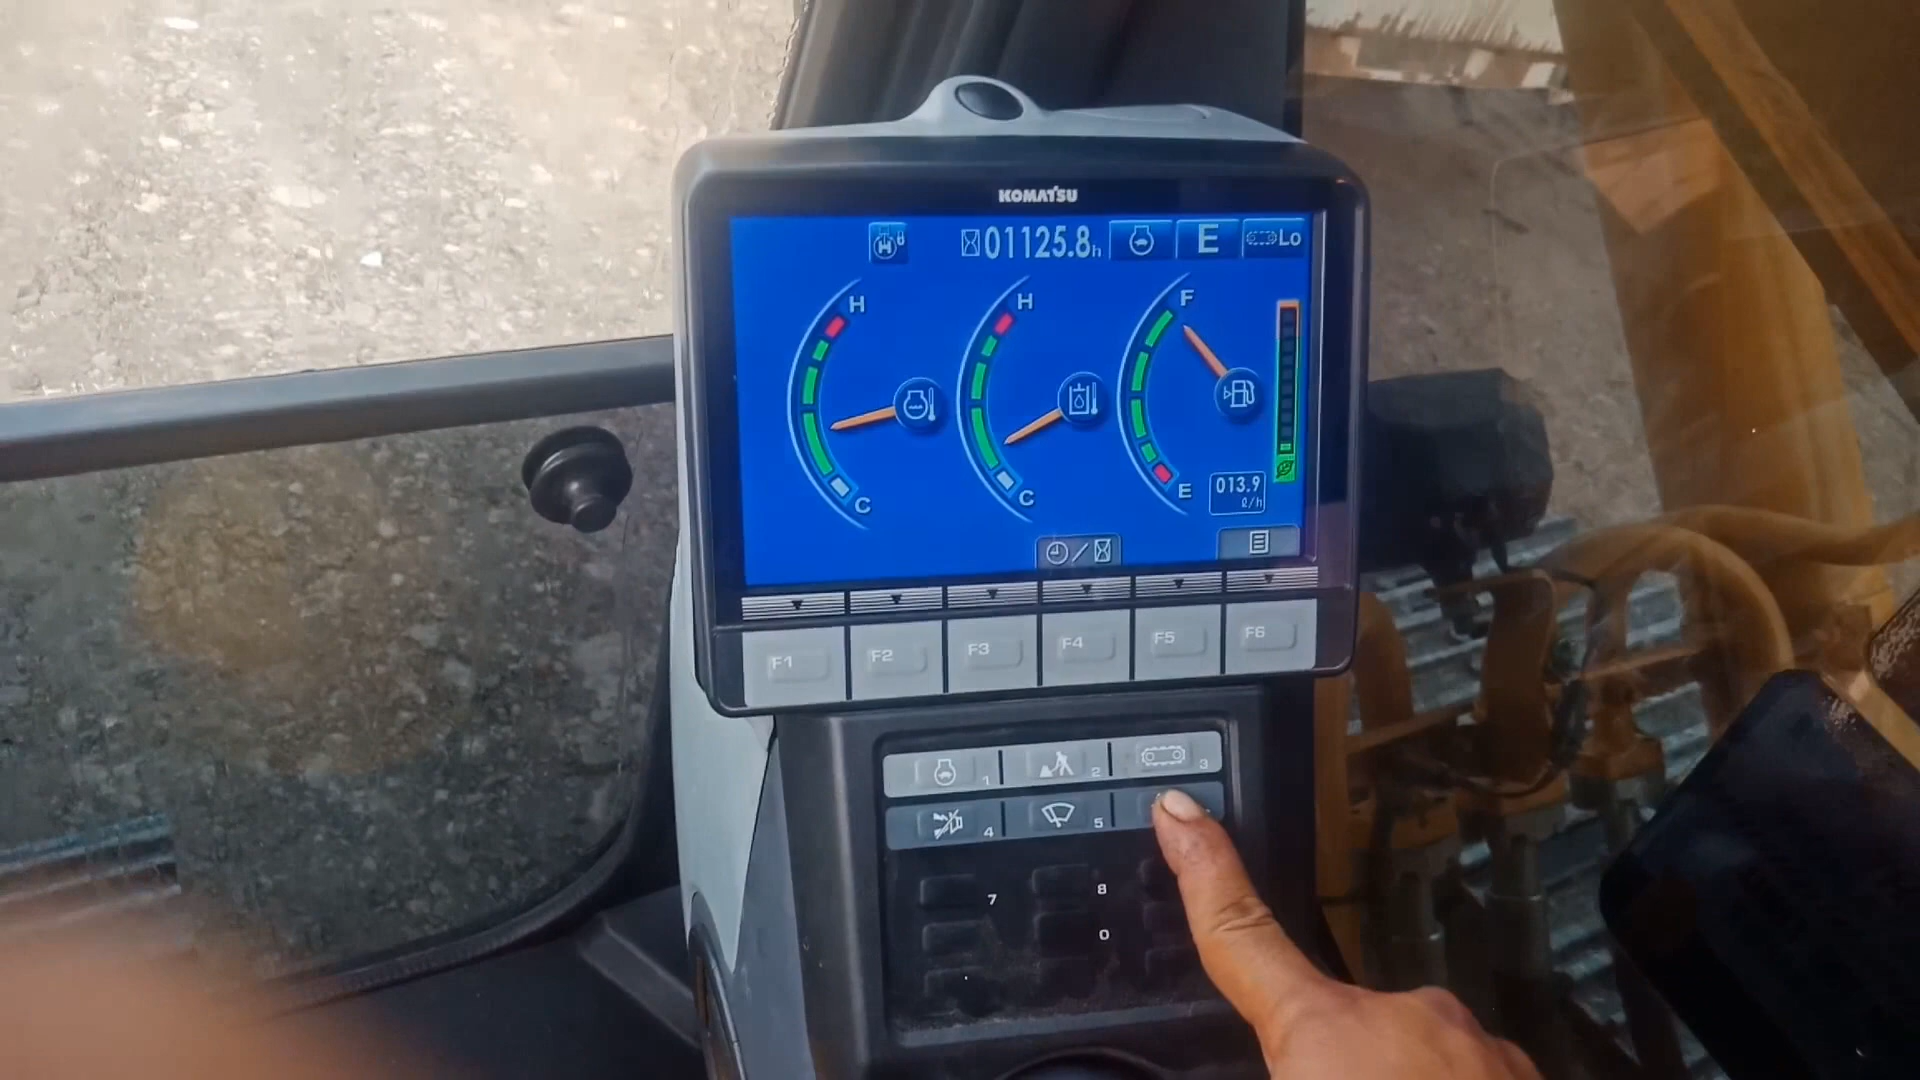 KOMATSU
01125.8h E Lo
H H F
C C E
013.9
ℓ/h
F1 F2 F3 F4 F5 F6
1 2 3
4 5
7 8
0